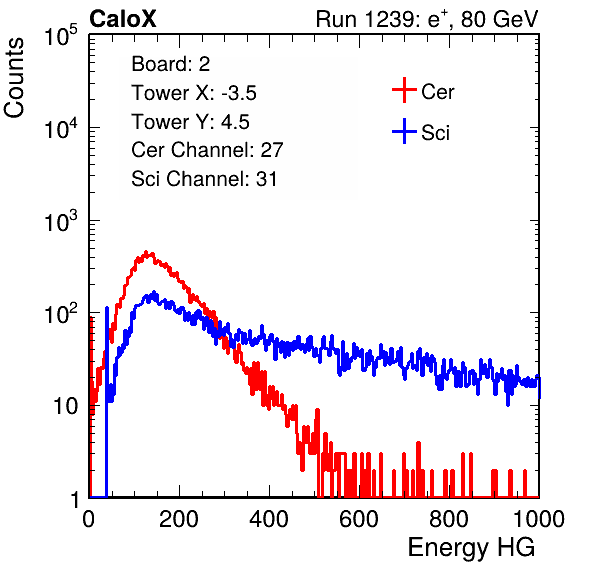 CaloX Run 1239: e⁺, 80 GeV
Counts
10⁵
10⁴
10³
10²
10
1
Board: 2
Tower X: -3.5
Tower Y: 4.5
Cer Channel: 27
Sci Channel: 31
Cer
Sci
0 200 400 600 800 1000
Energy HG